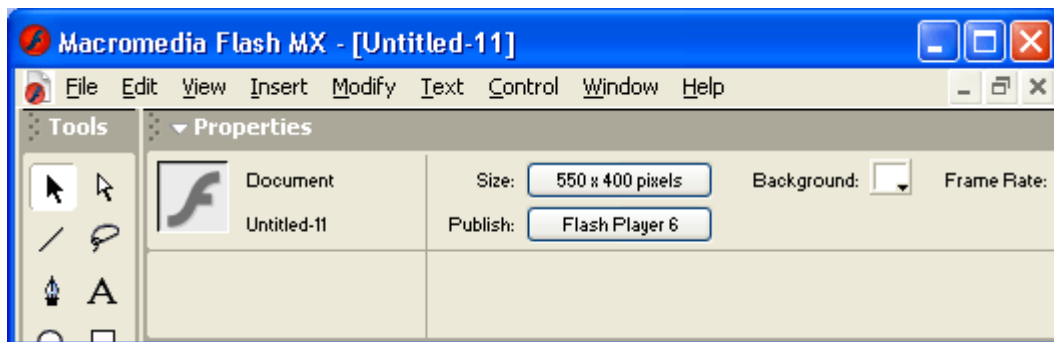 Macromedia Flash MX - [Untitled-11]
File Edit View Insert Modify Text Control Window Help
Tools Properties
Document Size: 550 x 400 pixels Background: Frame Rate:
Untitled-11 Publish: Flash Player 6
A